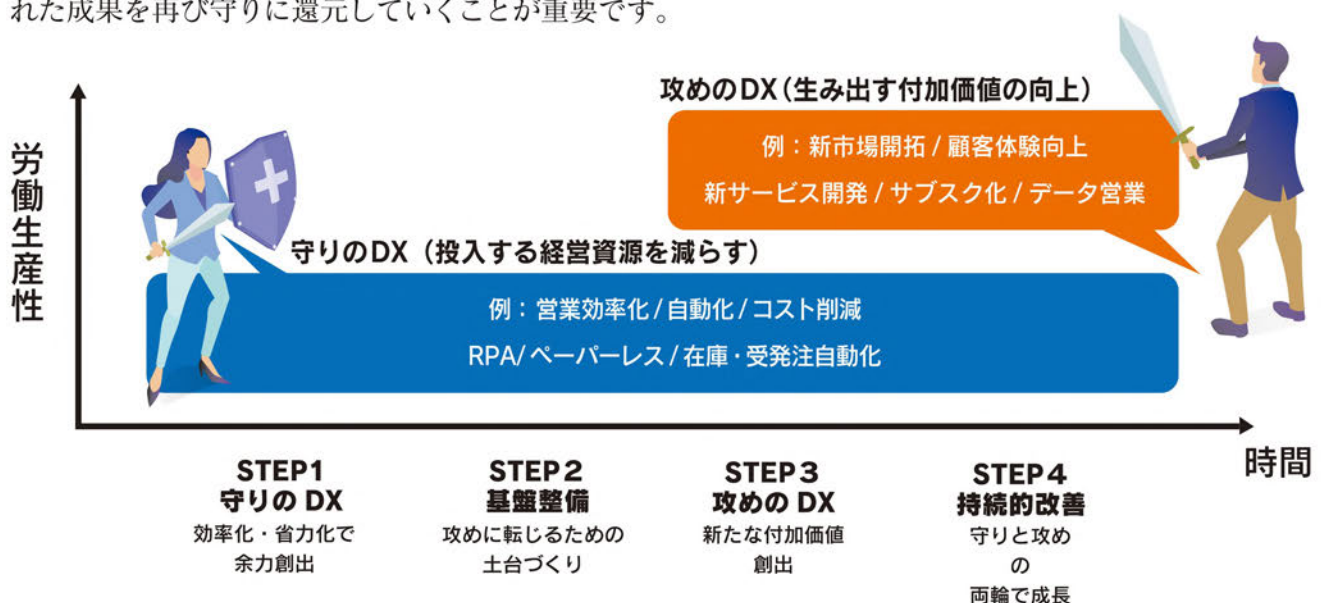 れた成果を再び守りに還元していくことが重要です。
労働生産性
攻めのDX(生み出す付加価値の向上)
例：新市場開拓 / 顧客体験向上
新サービス開発 / サブスク化 / データ営業
守りのDX（投入する経営資源を減らす）
例：営業効率化 / 自動化 / コスト削減
RPA/ ペーパーレス / 在庫・受発注自動化
時間
STEP1
守りの DX
効率化・省力化で
余力創出
STEP2
基盤整備
攻めに転じるための
土台づくり
STEP3
攻めの DX
新たな付加価値
創出
STEP4
持続的改善
守りと攻め
の
両輪で成長